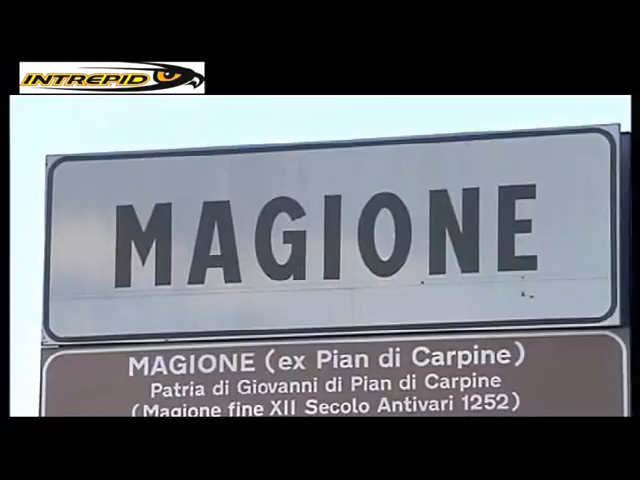 INTREPID
MAGIONE
MAGIONE (ex Pian di Carpine)
Patria di Giovanni di Pian di Carpine
(Magione fine XII Secolo Antivari 1252)